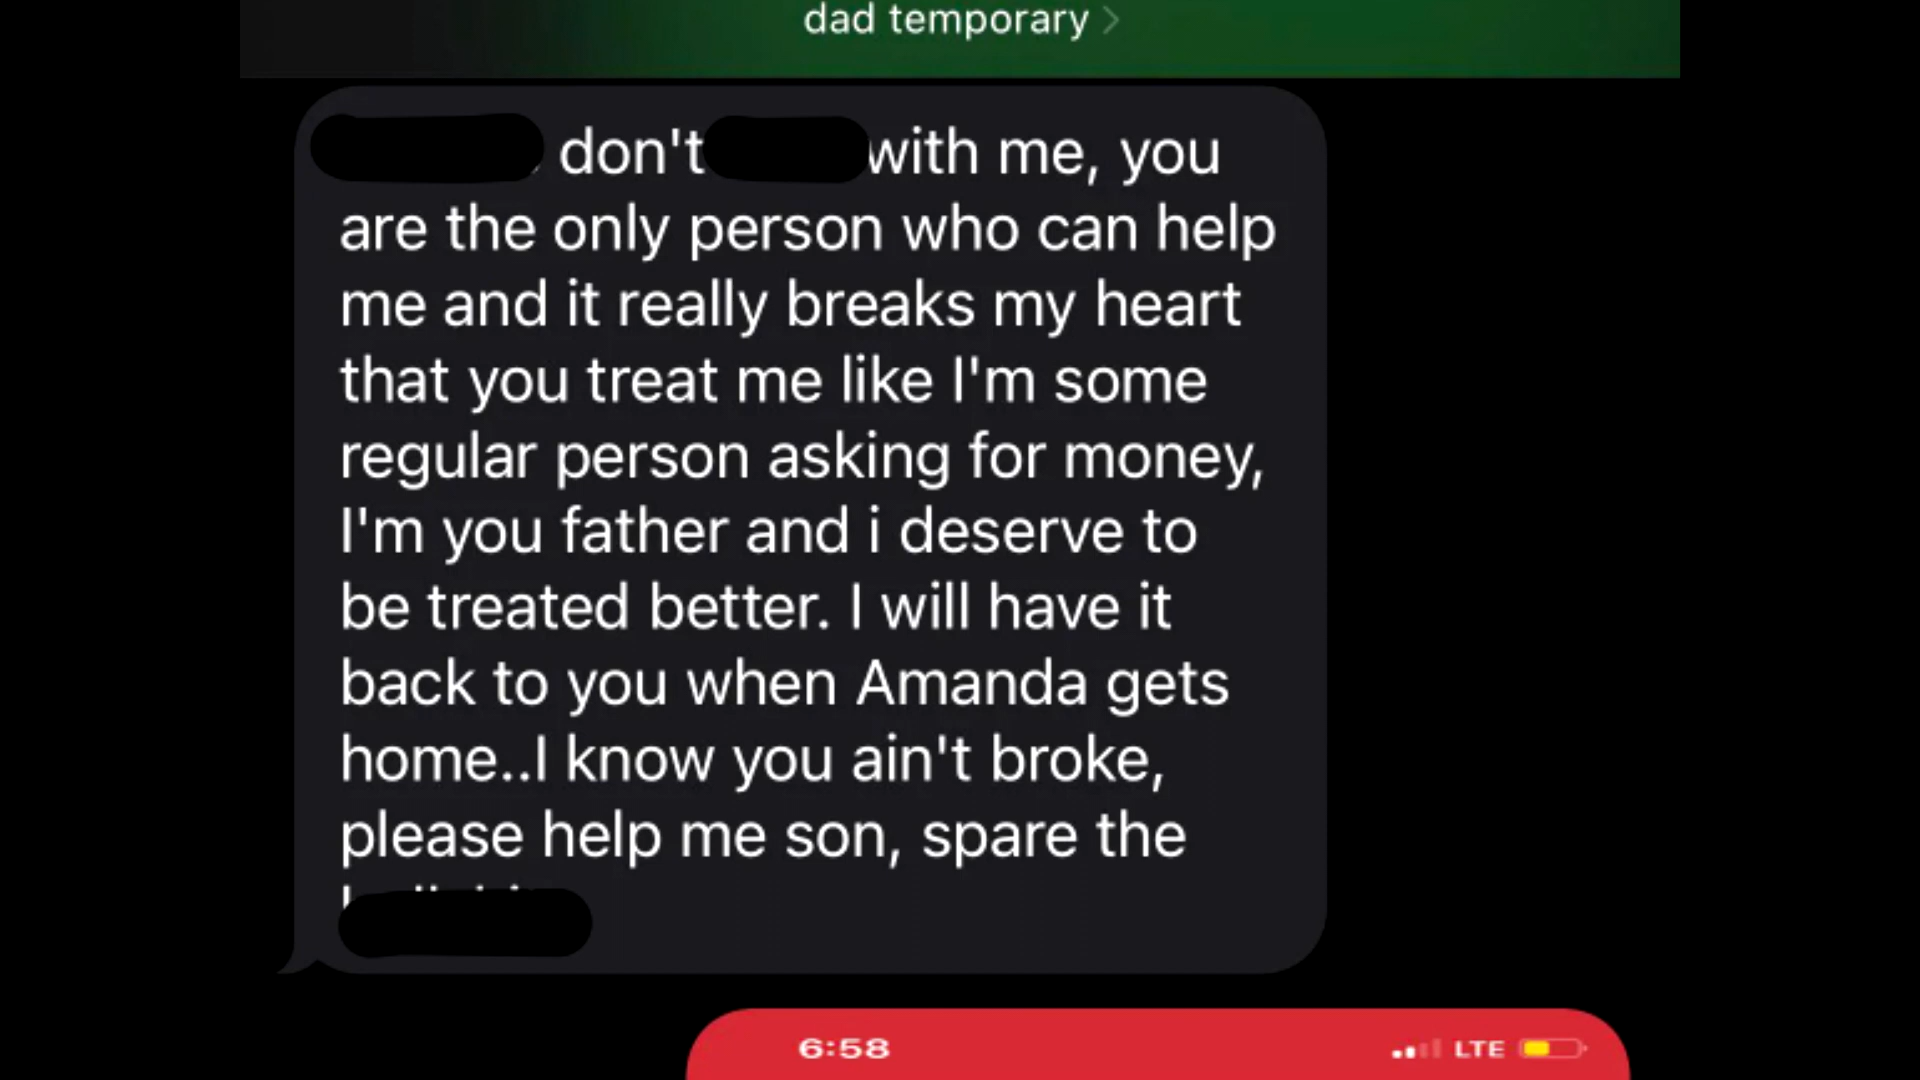 dad temporary
don't with me, you
are the only person who can help
me and it really breaks my heart
that you treat me like I'm some
regular person asking for money,
I'm you father and i deserve to
be treated better. I will have it
back to you when Amanda gets
home..I know you ain't broke,
please help me son, spare the
6:58 LTE